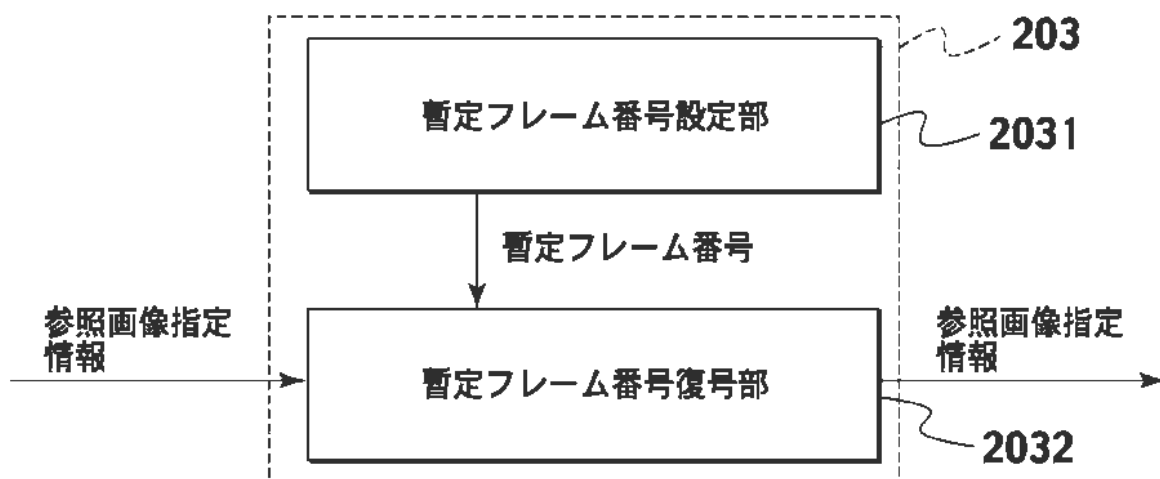 203
暫定フレーム番号設定部
2031
暫定フレーム番号
参照画像指定
情報
参照画像指定
情報
暫定フレーム番号復号部
2032